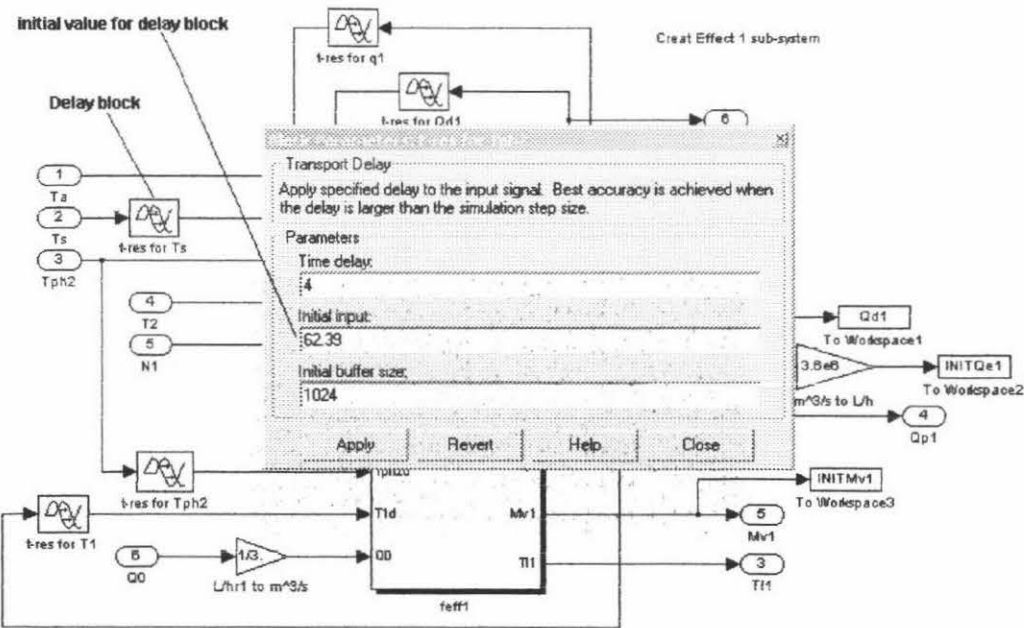 initial value for delay block
t-res for q1
Creat Effect 1 sub-system
Delay block
t-res for Qd1
6
Transport Delay
Apply specified delay to the input signal. Best accuracy is achieved when
the delay is larger than the simulation step size.
1
Ta
2
Ts
t-res for Ts
3
Tph2
4
T2
5
N1
Parameters
Time delay:
4
Initial input:
62.39
Initial buffer size:
1024
Apply
Revert
Help
Close
Qd1
To Workspace1
3.6e6
m^3/s to L/h
INITQe1
To Workspace2
4
Qp1
t-res for Tph2
INITMv1
To Workspace3
t-res for T1
T1d
Mv1
5
Mv1
6
Q0
1/3.
L/hr1 to m^3/s
Q0
Tf1
3
Tf1
feff1